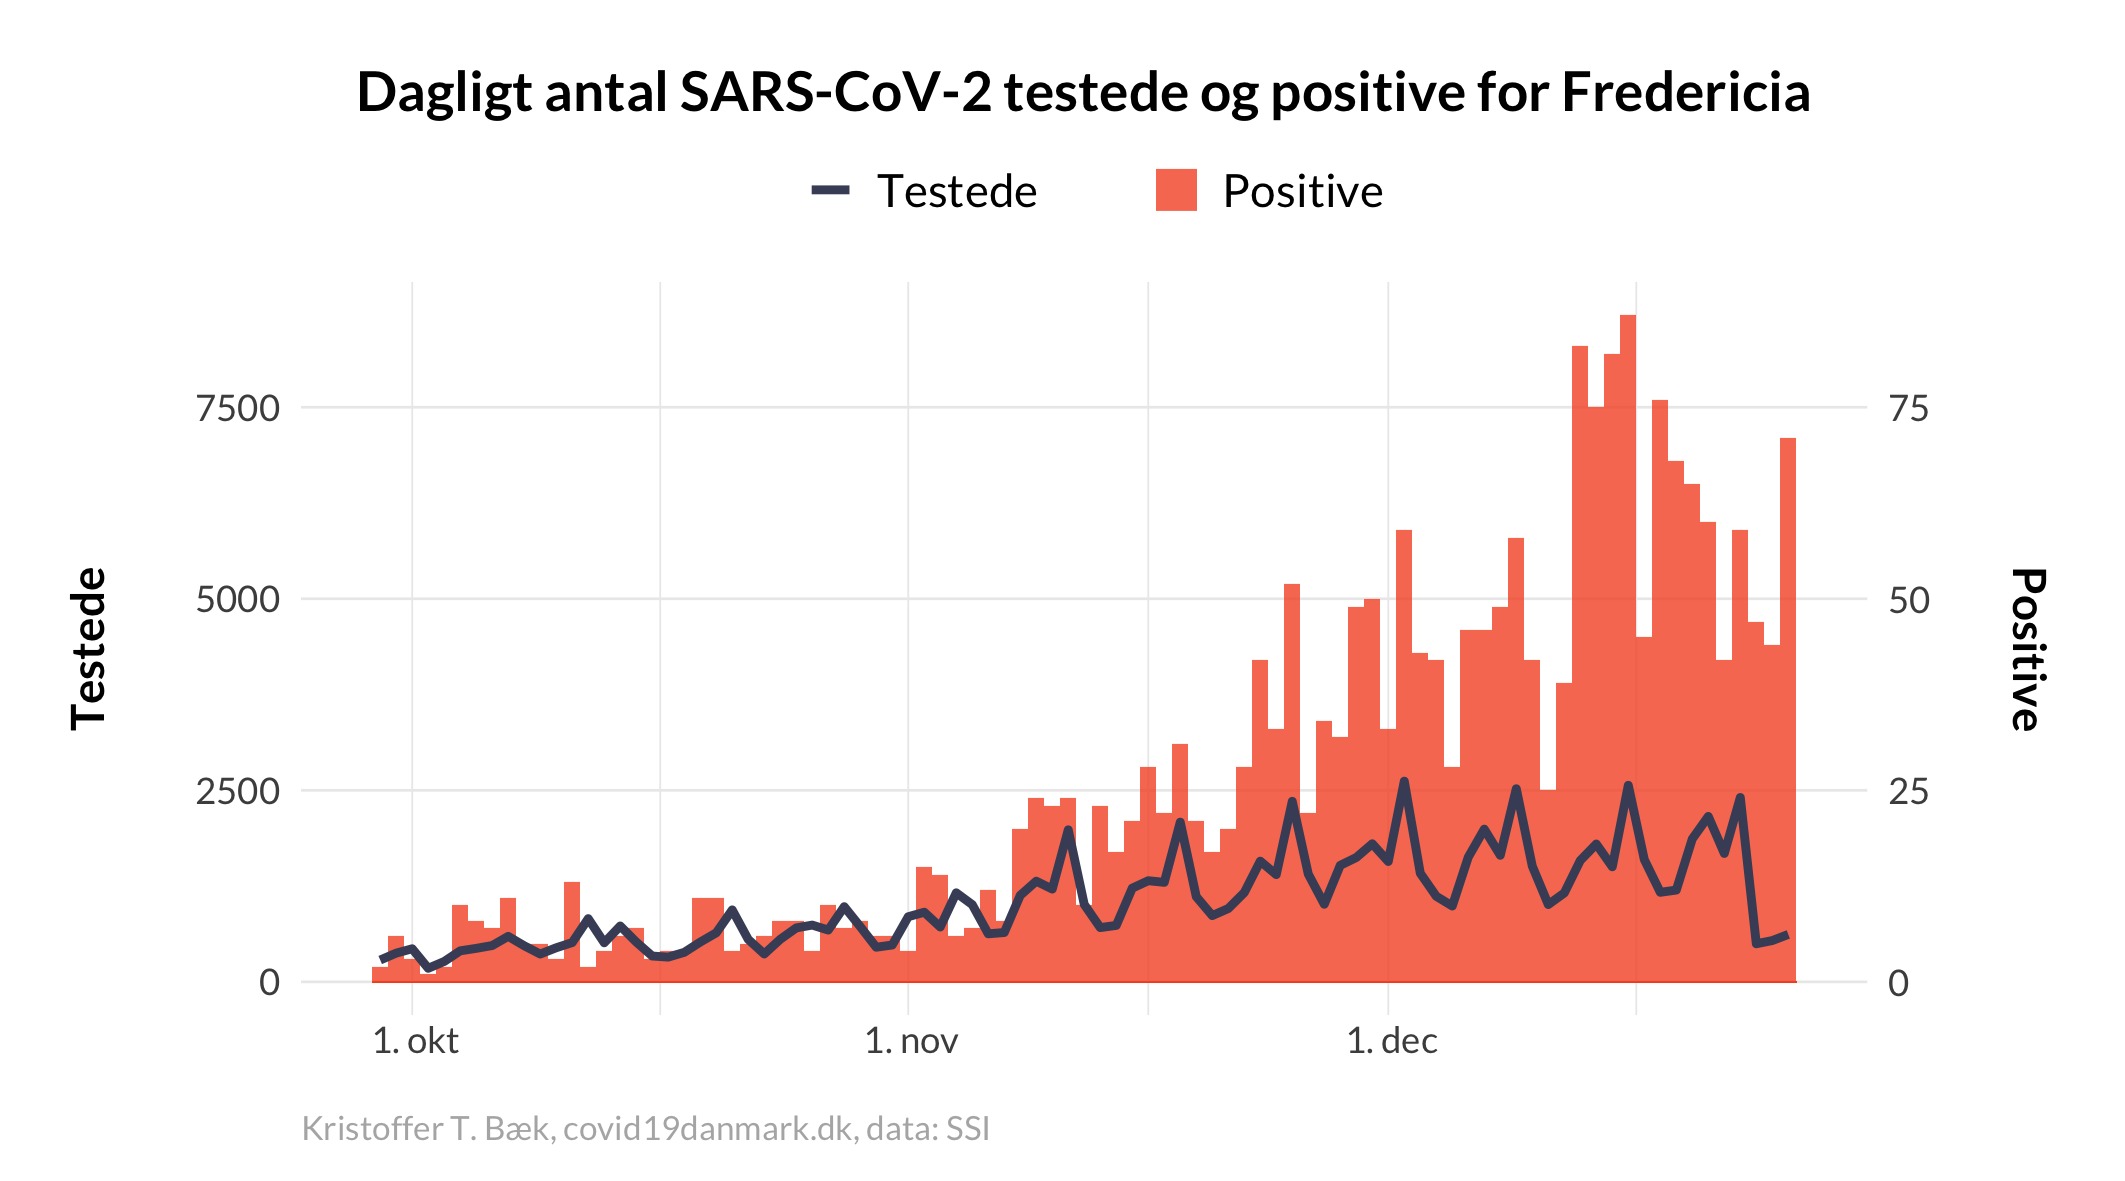 Dagligt antal SARS-CoV-2 testede og positive for Fredericia
Testede
Positive
7500
5000
2500
0
75
50
25
0
Testede
Positive
1. okt
1. nov
1. dec
Kristoffer T. Bæk, covid19danmark.dk, data: SSI